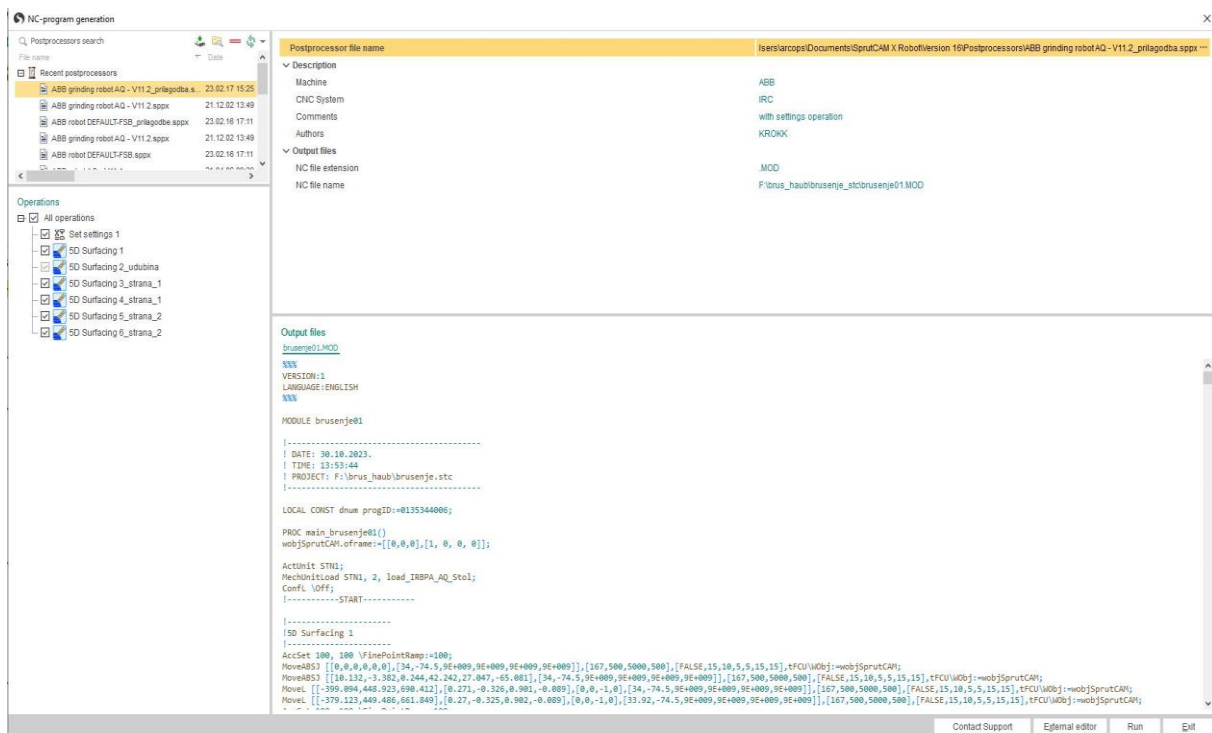 NC-program generation
Postprocessors search
File name Date
Recent postprocessors
ABB grinding robot AQ - V11.2_prilagodba.s... 23.02.17 15:25
ABB grinding robot AQ - V11.2.sppx 21.12.02 13:49
ABB robot DEFAULT-FSB_prilagodbe.sppx 23.02.16 17:11
ABB grinding robot AQ - V11.2.sppx 21.12.02 13:49
ABB robot DEFAULT-FSB.sppx 23.02.16 17:11
Operations
All operations
Set settings 1
5D Surfacing 1
5D Surfacing 2_udubina
5D Surfacing 3_strana_1
5D Surfacing 4_strana_1
5D Surfacing 5_strana_2
5D Surfacing 6_strana_2
Postprocessor file name lsers\arcops\Documents\SprutCAM X Robot\Version 16\Postprocessors\ABB grinding robot AQ - V11.2_prilagodba.sppx ...
Description
Machine ABB
CNC System IRC
Comments with settings operation
Authors KROKK
Output files
NC file extension .MOD
NC file name F:\brus_haub\brusenje_stc\brusenje01.MOD
Output files
brusenje01.MOD
%%%
VERSION:1
LANGUAGE:ENGLISH
%%%
MODULE brusenje01
!-----------------------------------------
! DATE: 30.10.2023.
! TIME: 13:53:44
! PROJECT: F:\brus_haub\brusenje.stc
!-----------------------------------------
LOCAL CONST dnum progID:=0135344006;
PROC main_brusenje01()
wobjSprutCAM.oframe:=[[0,0,0],[1, 0, 0, 0]];
ActUnit STN1;
MechUnitLoad STN1, 2, load_IRBPA_AQ_Stol;
ConfL \Off;
!-----------START-----------
!----------------------
!5D Surfacing 1
!----------------------
AccSet 100, 100 \FinePointRamp:=100;
MoveABSJ [[0,0,0,0,0,0],[34,-74.5,9E+009,9E+009,9E+009,9E+009]],[167,500,5000,500],[FALSE,15,10,5,5,15,15],tFCU\WObj:=wobjSprutCAM;
MoveABSJ [[10.132,-3.382,0.244,42.242,27.047,-65.081],[34,-74.5,9E+009,9E+009,9E+009,9E+009]],[167,500,5000,500],[FALSE,15,10,5,5,15,15],tFCU\WObj:=wobjSprutCAM;
MoveL [[-399.094,448.923,690.412],[0.271,-0.326,0.901,-0.089],[0,0,-1,0],[34,-74.5,9E+009,9E+009,9E+009,9E+009]],[167,500,5000,500],[FALSE,15,10,5,5,15,15],tFCU\WObj:=wobjSprutCAM;
MoveL [[-379.123,449.486,661.849],[0.27,-0.325,0.902,-0.089],[0,0,-1,0],[33.92,-74.5,9E+009,9E+009,9E+009,9E+009]],[167,500,5000,500],[FALSE,15,10,5,5,15,15],tFCU\WObj:=wobjSprutCAM;
Contact Support External editor Run Exit